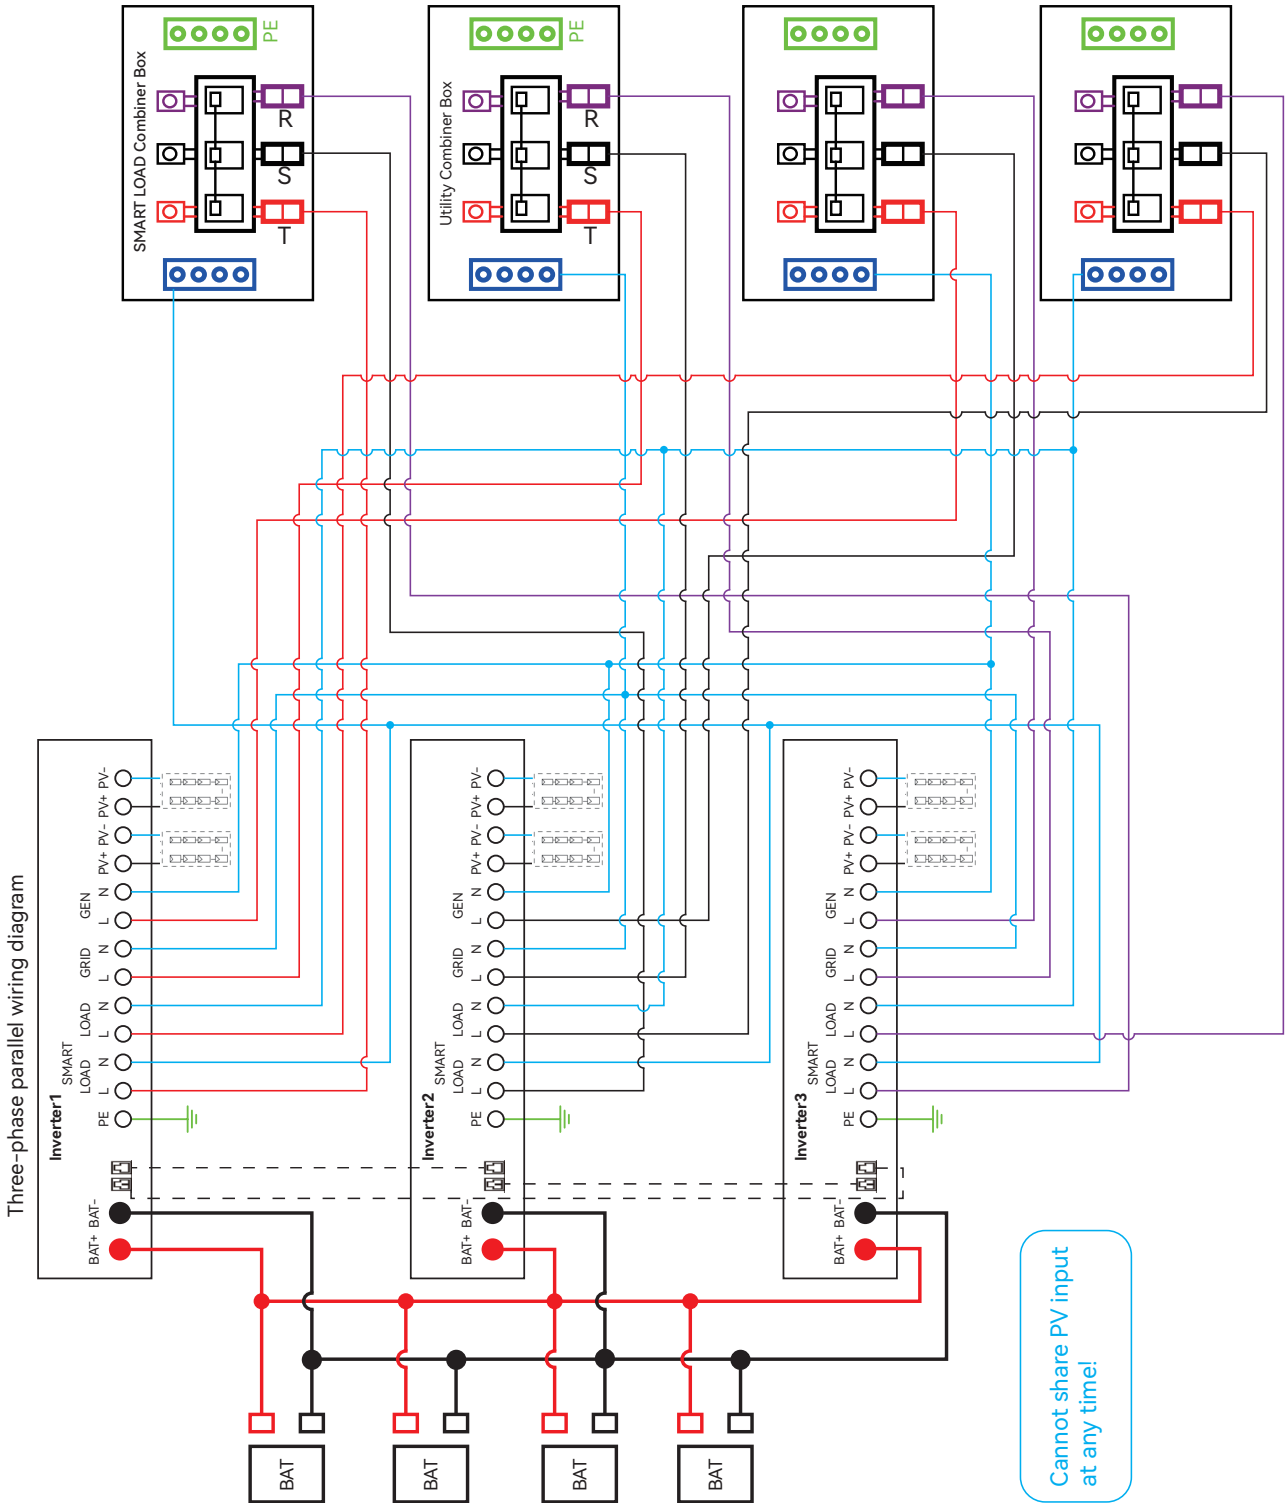 Three-phase parallel wiring diagram
SMART LOAD Combiner Box
PE
R
S
T
Utility Combiner Box
PE
R
S
T
Inverter1
PV-
PV+
PV-
PV+
GEN
N
L
GRID
N
L
LOAD
N
L
SMART
LOAD
N
L
PE
BAT-
BAT+
Inverter2
PV-
PV+
PV-
PV+
GEN
N
L
GRID
N
L
LOAD
N
L
SMART
LOAD
N
L
PE
BAT-
BAT+
Inverter3
PV-
PV+
PV-
PV+
GEN
N
L
GRID
N
L
LOAD
N
L
SMART
LOAD
N
L
PE
BAT-
BAT+
BAT
BAT
BAT
BAT
Cannot share PV input
at any time!